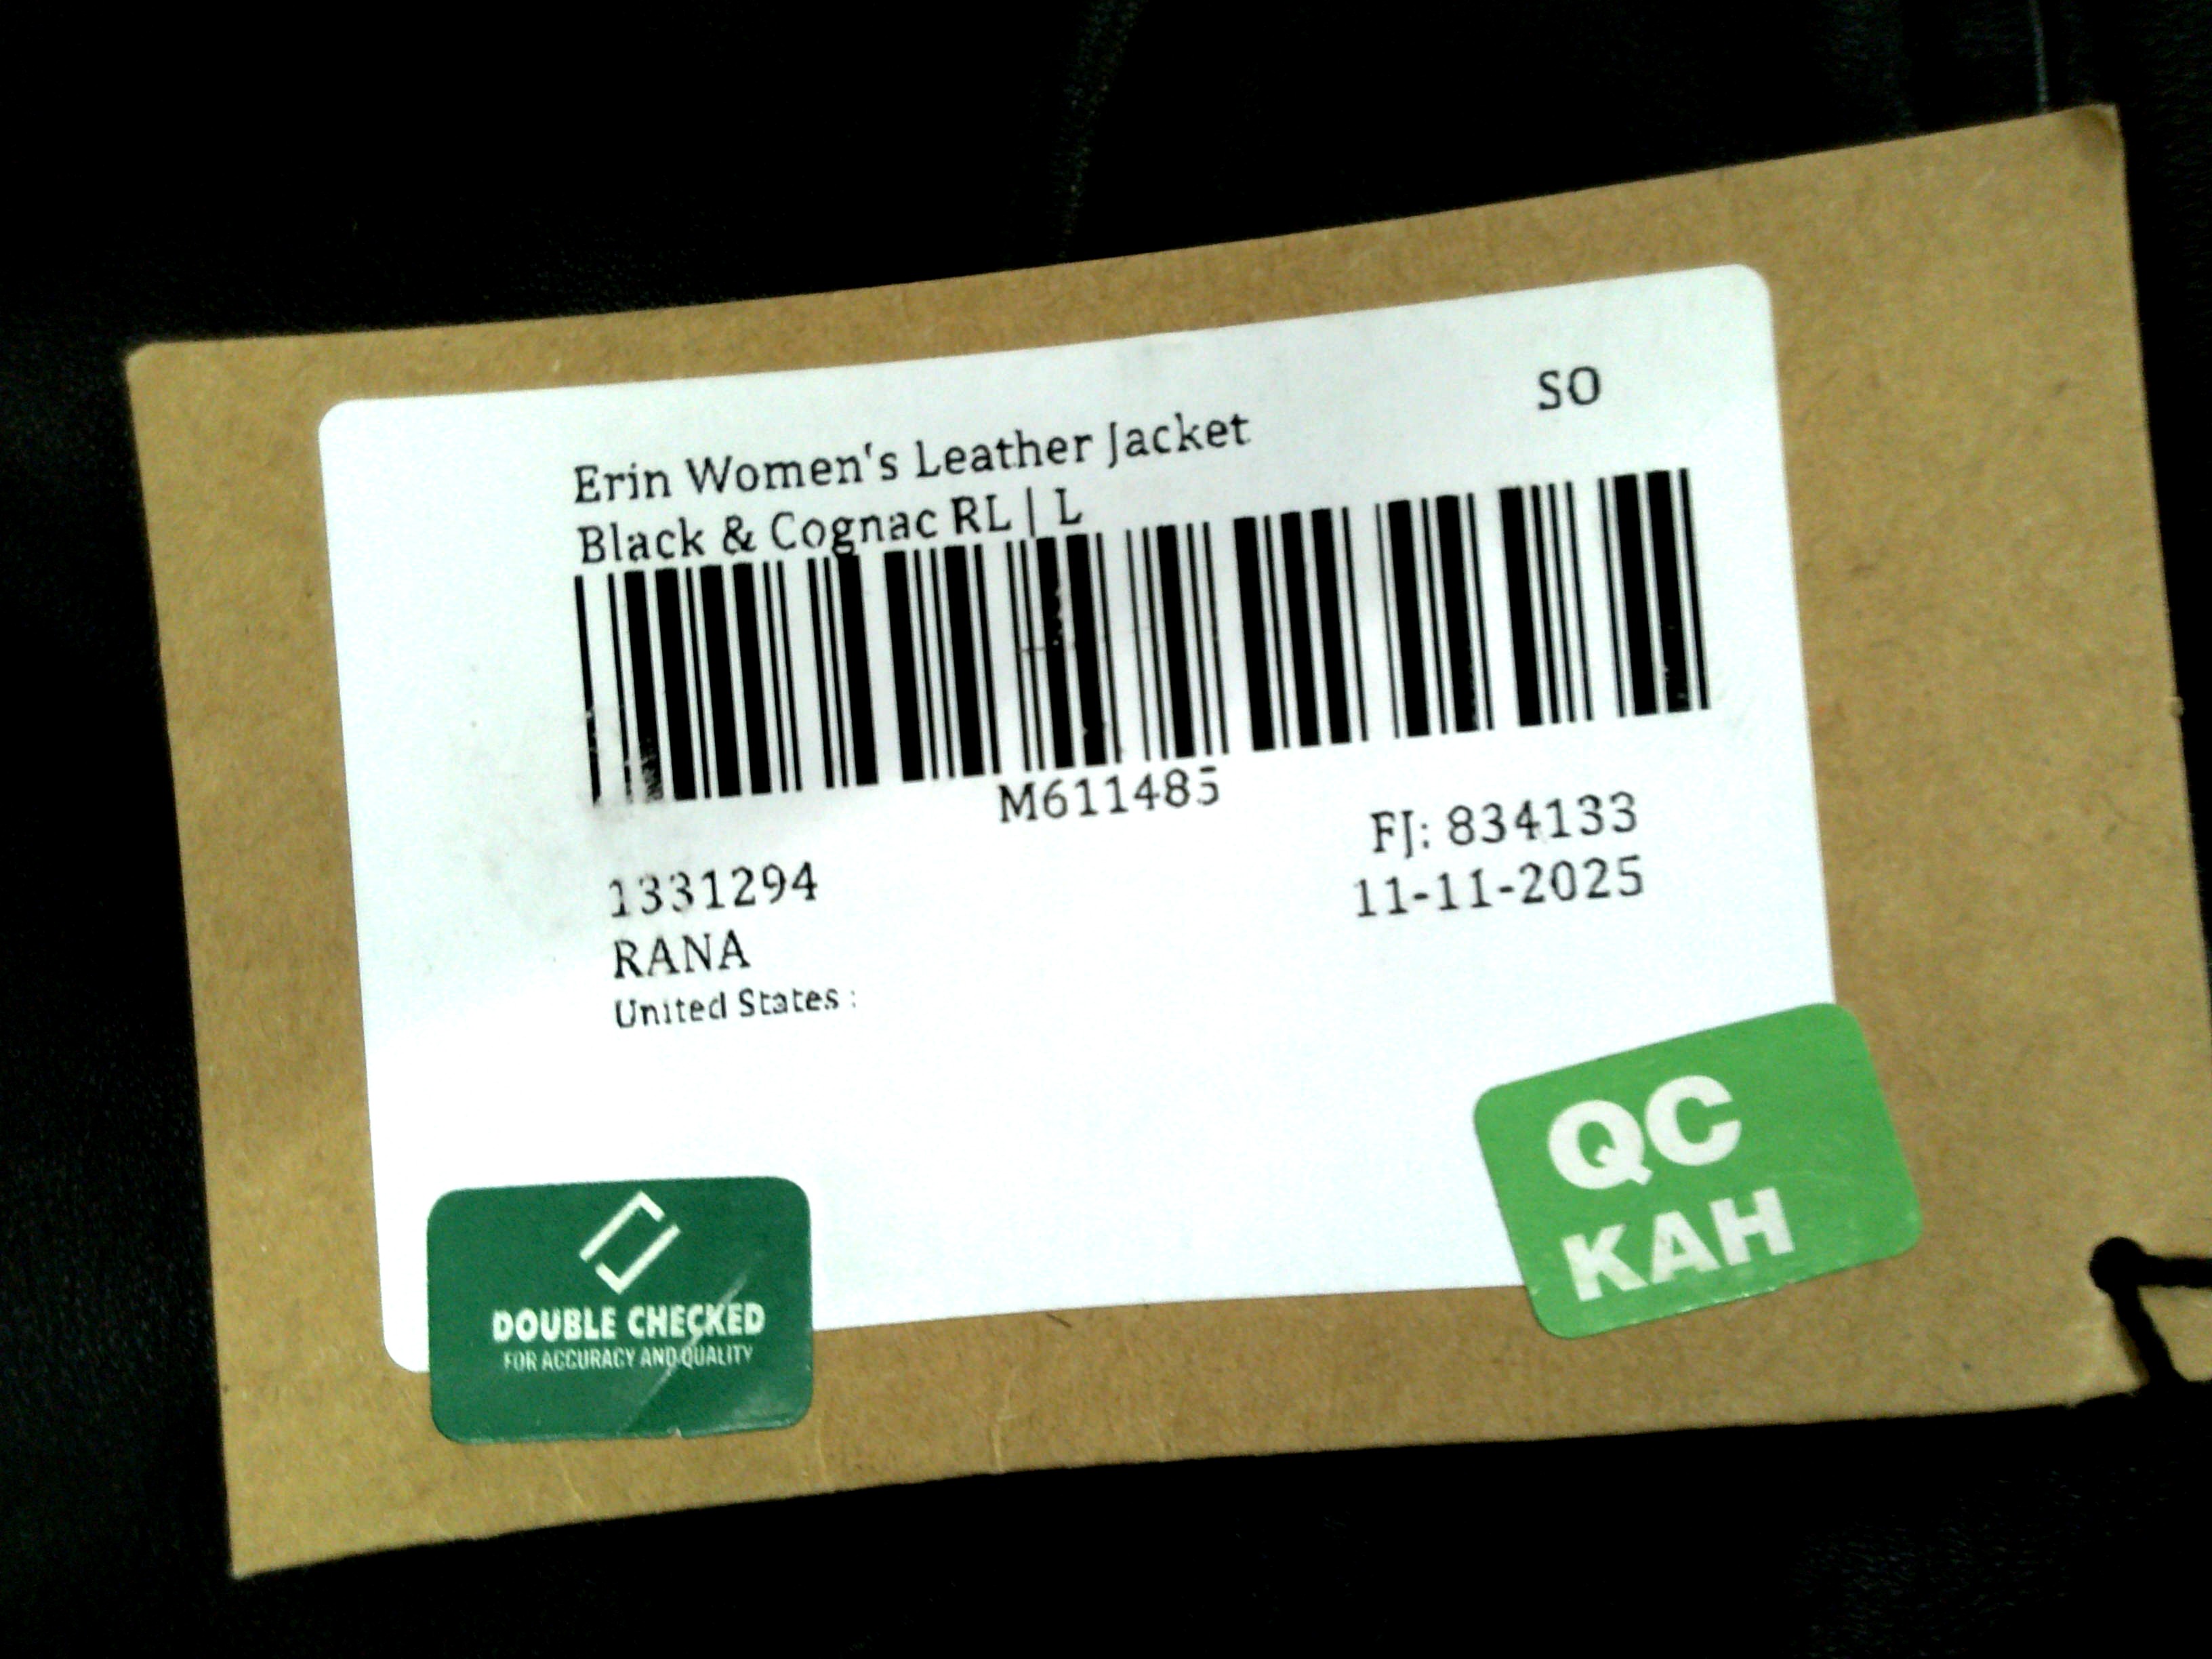 SO
Erin Women's Leather Jacket
Black & Cognac RL | L
M611485
FJ: 834133
1331294
11-11-2025
RANA
United States :
QC
KAH
DOUBLE CHECKED
FOR ACCURACY AND QUALITY